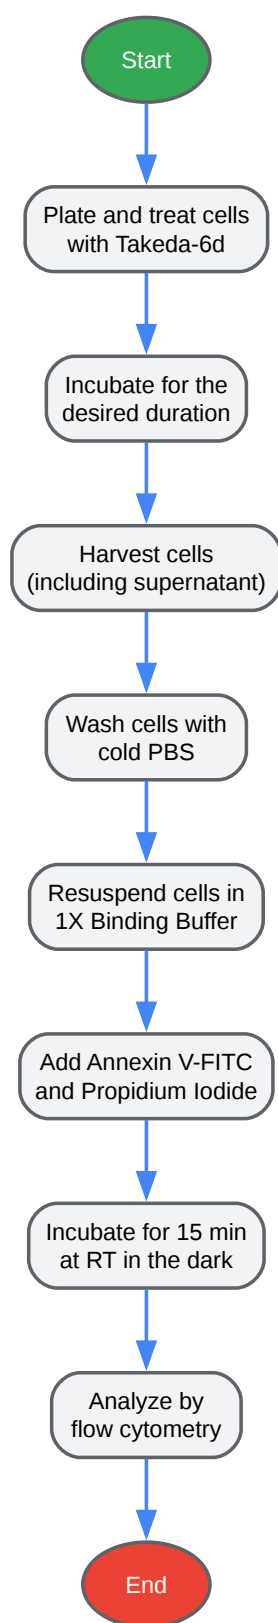 Start
Plate and treat cells
with Takeda-6d
Incubate for the
desired duration
Harvest cells
(including supernatant)
Wash cells with
cold PBS
Resuspend cells in
1X Binding Buffer
Add Annexin V-FITC
and Propidium Iodide
Incubate for 15 min
at RT in the dark
Analyze by
flow cytometry
End